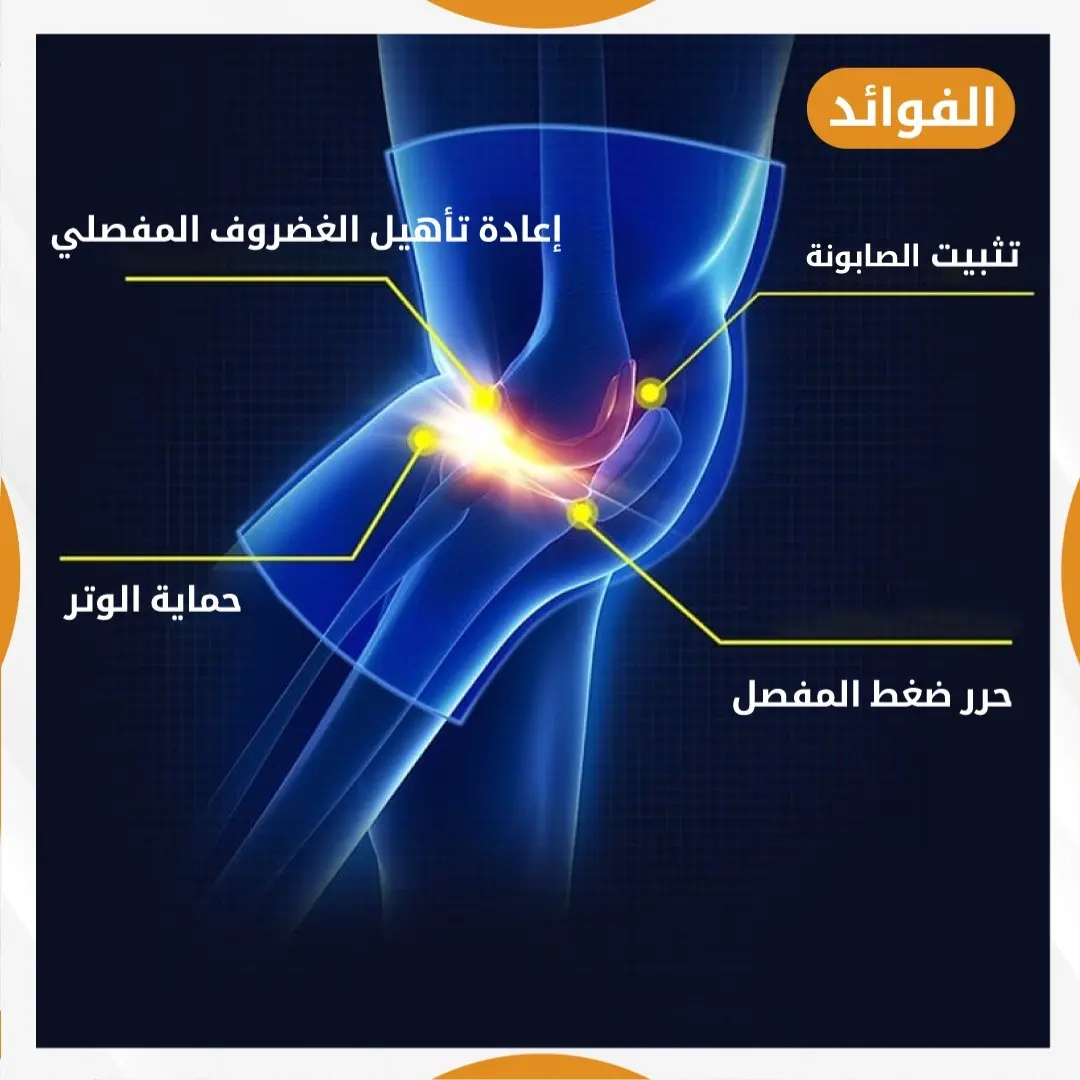 الفوائد
تثبيت الصابونة
إعادة تأهيل الغضروف المفصلي
حماية الوتر
حرر ضغط المفصل